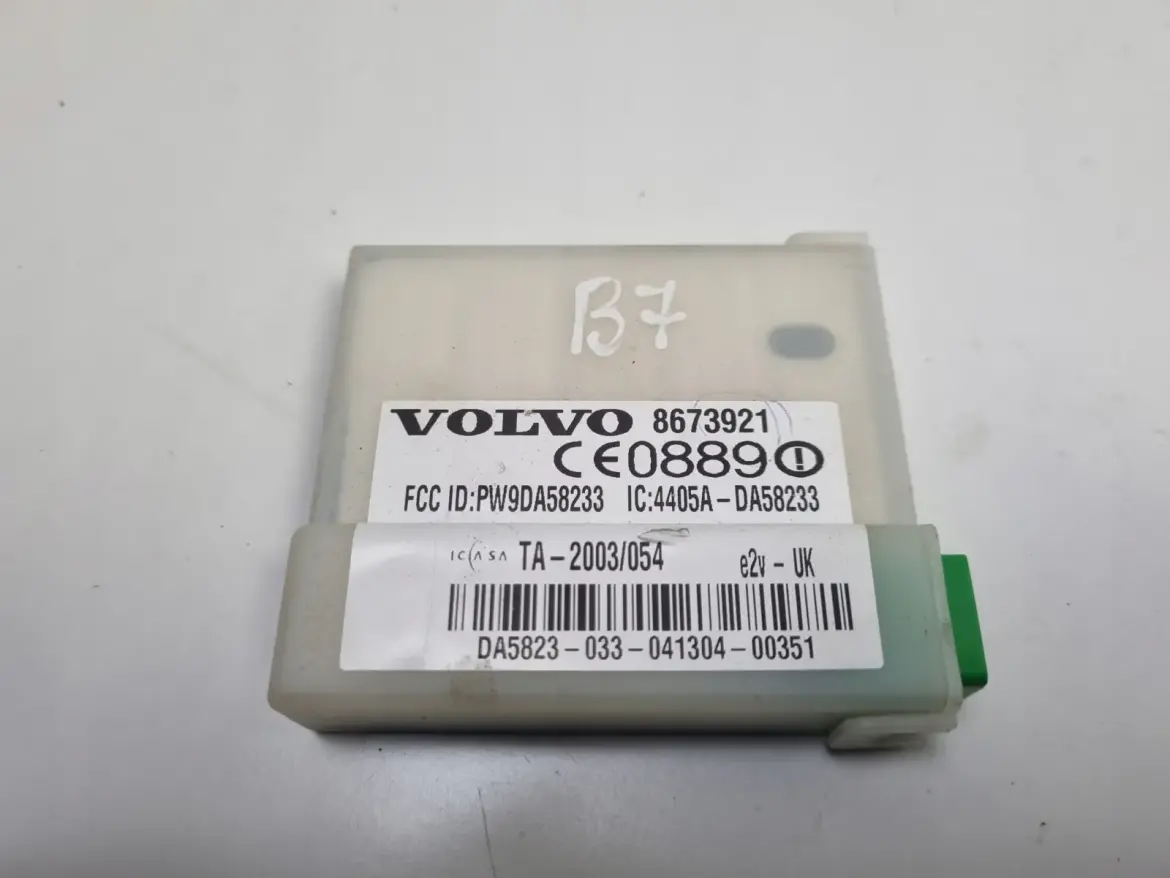 B7
VOLVO 8673921
CE0889!
FCC ID:PW9DA58233 IC:4405A-DA58233
ICASA TA-2003/054 e2v - UK
DA5823-033-041304-00351